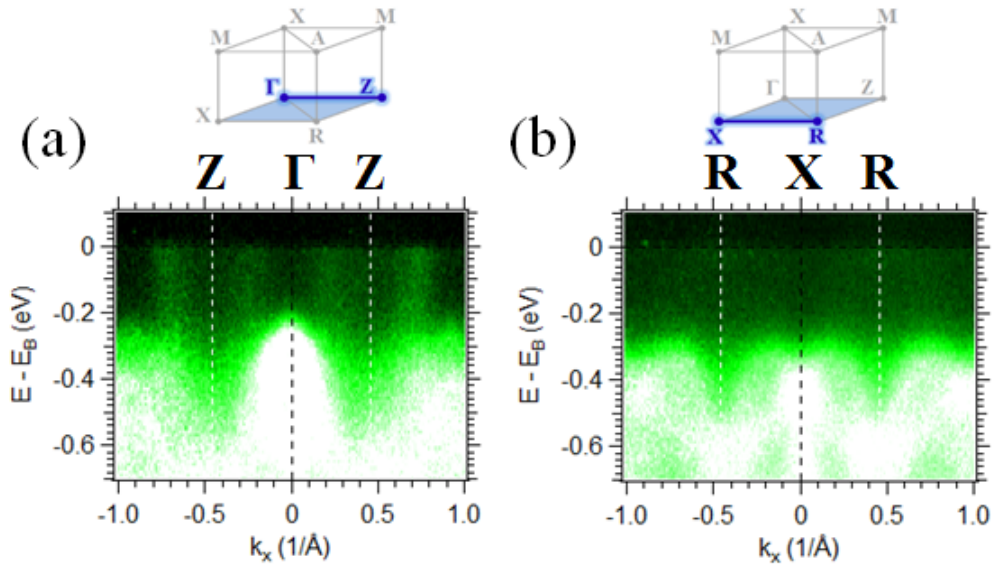 X M X M
M A M A
Γ Z Γ Z
X R X R
(a) (b)
Z Γ Z R X R
0 0
-0.2 -0.2
-0.4 -0.4
-0.6 -0.6
E - E_B (eV) E - E_B (eV)
-1.0 -0.5 0 0.5 1.0 -1.0 -0.5 0 0.5 1.0
k_x (1/Å) k_x (1/Å)